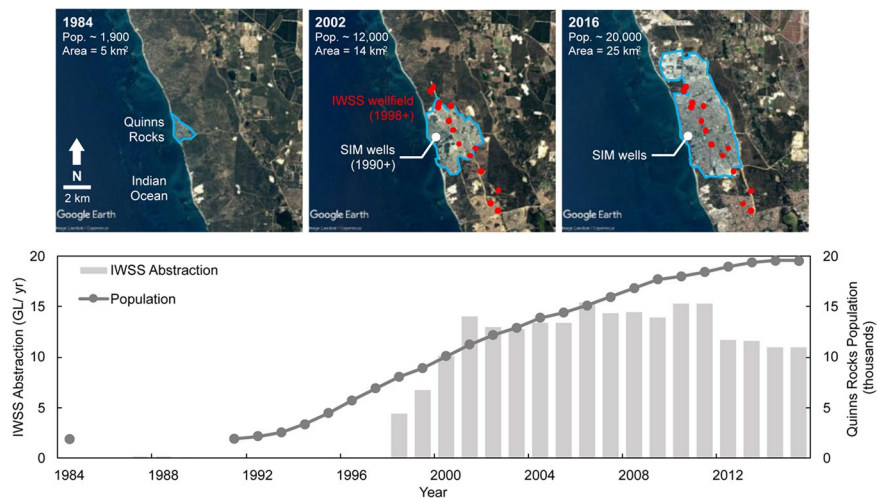 1984
Pop. ~ 1,900
Area = 5 km²
Quinns
Rocks
N
2 km
Indian
Ocean
Google Earth
2002
Pop. ~ 12,000
Area = 14 km²
IWSS wellfield
(1998+)
SIM wells
(1990+)
Google Earth
2016
Pop. ~ 20,000
Area = 25 km²
SIM wells
Google Earth
IWSS Abstraction
Population
IWSS Abstraction (GL/ yr)
20
15
10
5
0
Quinns Rocks Population
(thousands)
20
15
10
5
0
1984 1988 1992 1996 2000 2004 2008 2012
Year